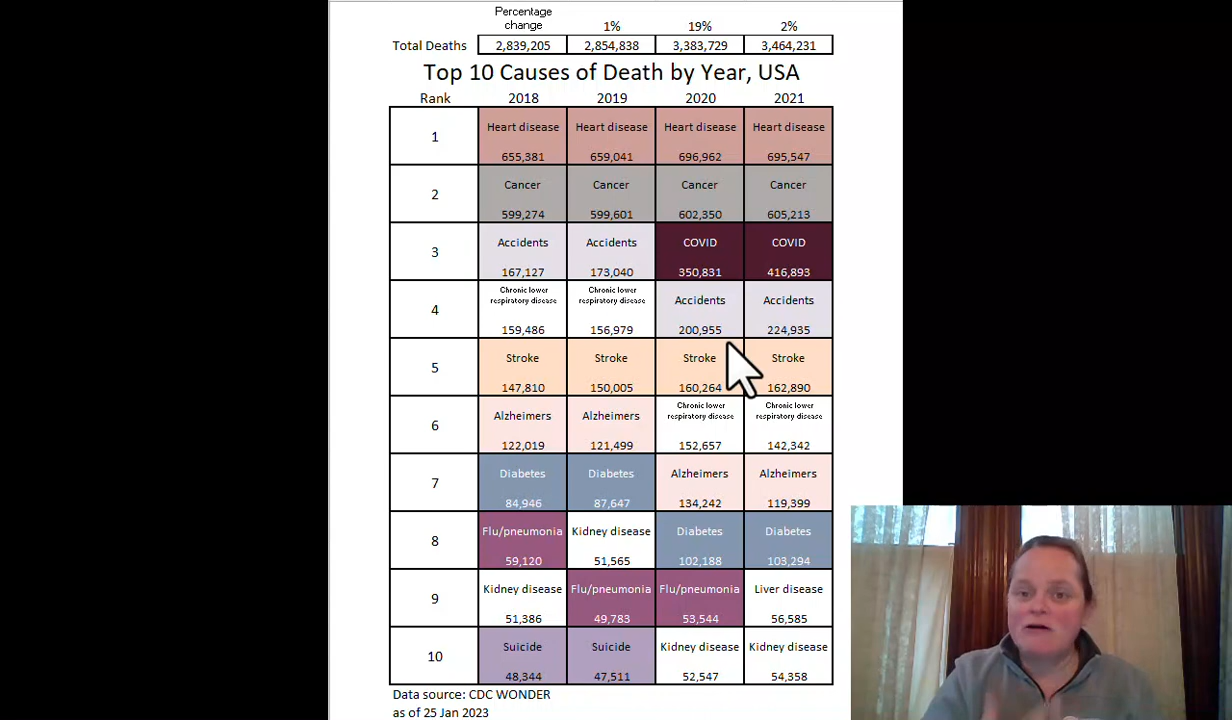 Percentage
change 1% 19% 2%
Total Deaths 2,839,205 2,854,838 3,383,729 3,464,231
Top 10 Causes of Death by Year, USA
Rank 2018 2019 2020 2021
1 Heart disease Heart disease Heart disease Heart disease
655,381 659,041 696,962 695,547
2 Cancer Cancer Cancer Cancer
599,274 599,601 602,350 605,213
3 Accidents Accidents COVID COVID
167,127 173,040 350,831 416,893
4 Chronic lower respiratory disease Chronic lower respiratory disease Accidents Accidents
159,486 156,979 200,955 224,935
5 Stroke Stroke Stroke Stroke
147,810 150,005 160,264 162,890
6 Alzheimers Alzheimers Chronic lower respiratory disease Chronic lower respiratory disease
122,019 121,499 152,657 142,342
7 Diabetes Diabetes Alzheimers Alzheimers
84,946 87,647 134,242 119,399
8 Flu/pneumonia Kidney disease Diabetes Diabetes
59,120 51,565 102,188 103,294
9 Kidney disease Flu/pneumonia Flu/pneumonia Liver disease
51,386 49,783 53,544 56,585
10 Suicide Suicide Kidney disease Kidney disease
48,344 47,511 52,547 54,358
Data source: CDC WONDER
as of 25 Jan 2023